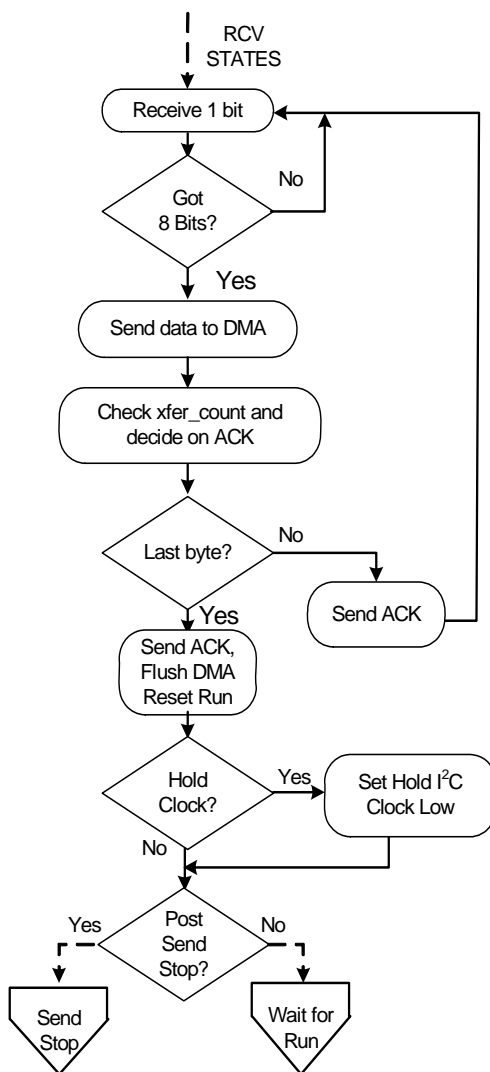 RCV
STATES
Receive 1 bit
No
Got
8 Bits?
Yes
Send data to DMA
Check xfer_count and
decide on ACK
No
Last byte?
Send ACK
Yes
Send ACK,
Flush DMA
Reset Run
Hold
Clock?
Yes
Set Hold I²C
Clock Low
No
Yes
Post
Send
Stop?
No
Send
Stop
Wait for
Run